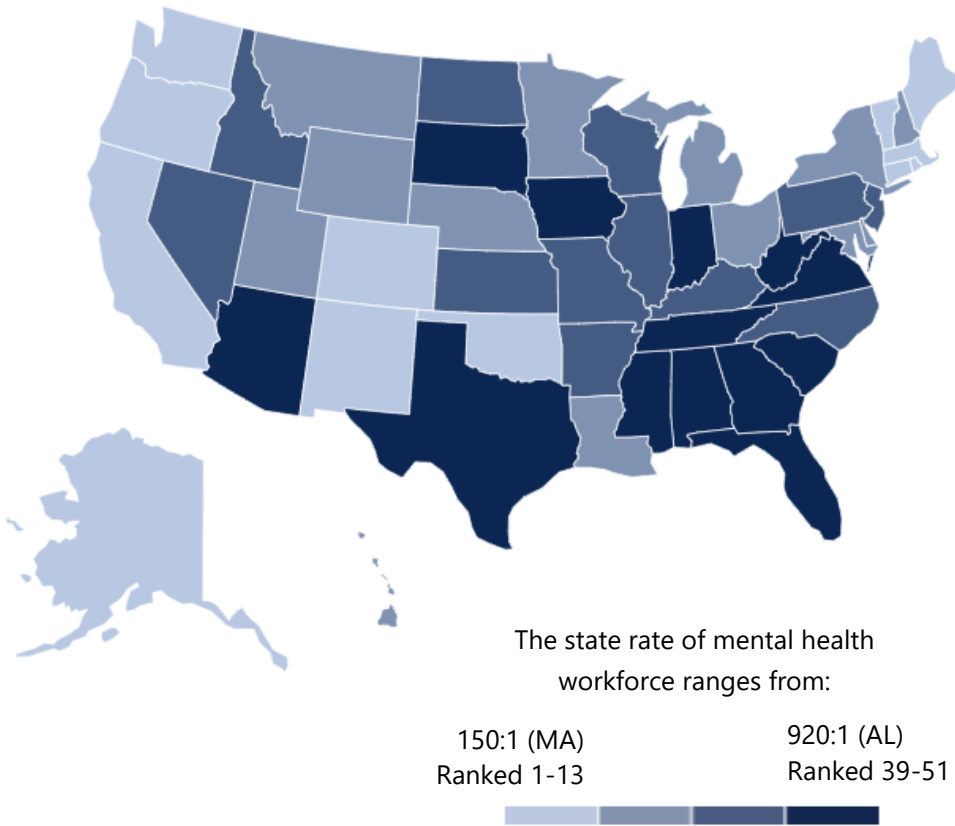 The state rate of mental health
workforce ranges from:
150:1 (MA)
Ranked 1-13
920:1 (AL)
Ranked 39-51